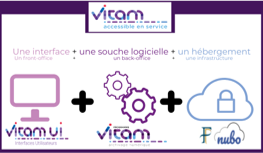 vitam
accessible en service
Une interface + une souche logicielle + un hébergement
Un front-office + un back-office + une infrastructure
vitam ui
Interfaces Utilisateurs
vitam
nubo